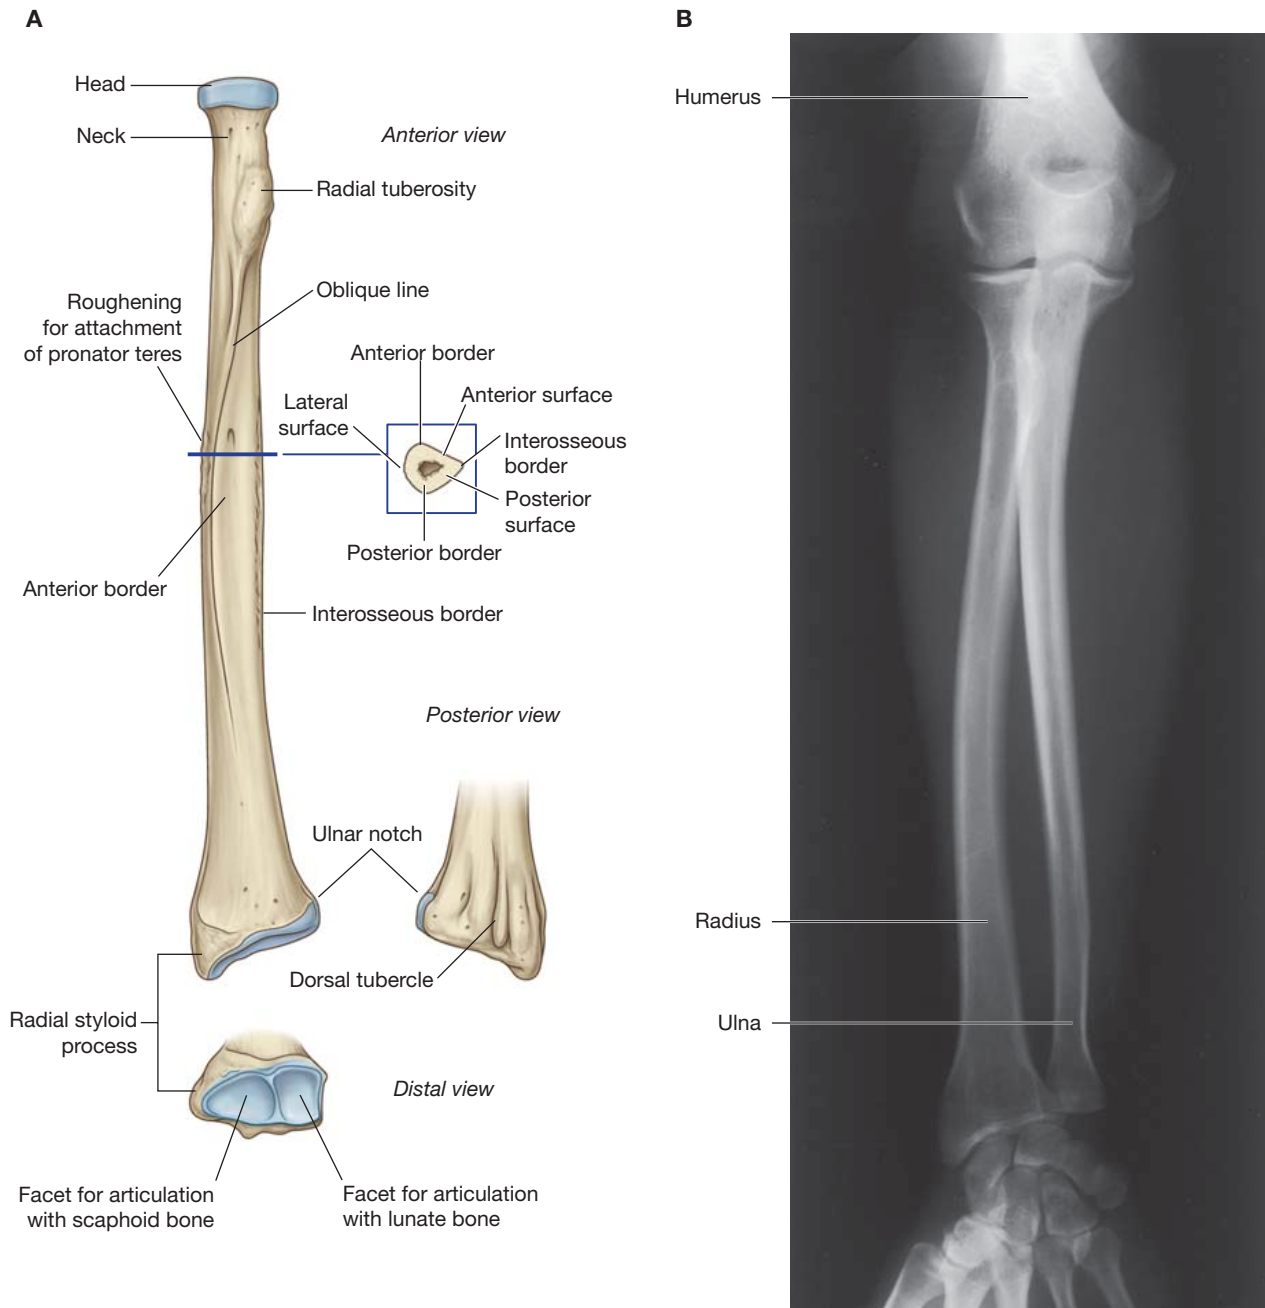 A
B
Head
Humerus
Neck
Anterior view
Radial tuberosity
Oblique line
Roughening
for attachment
of pronator teres
Anterior border
Anterior surface
Lateral
surface
Interosseous
border
Posterior
surface
Posterior border
Anterior border
Interosseous border
Posterior view
Ulnar notch
Radius
Dorsal tubercle
Radial styloid
process
Ulna
Distal view
Facet for articulation
with scaphoid bone
Facet for articulation
with lunate bone